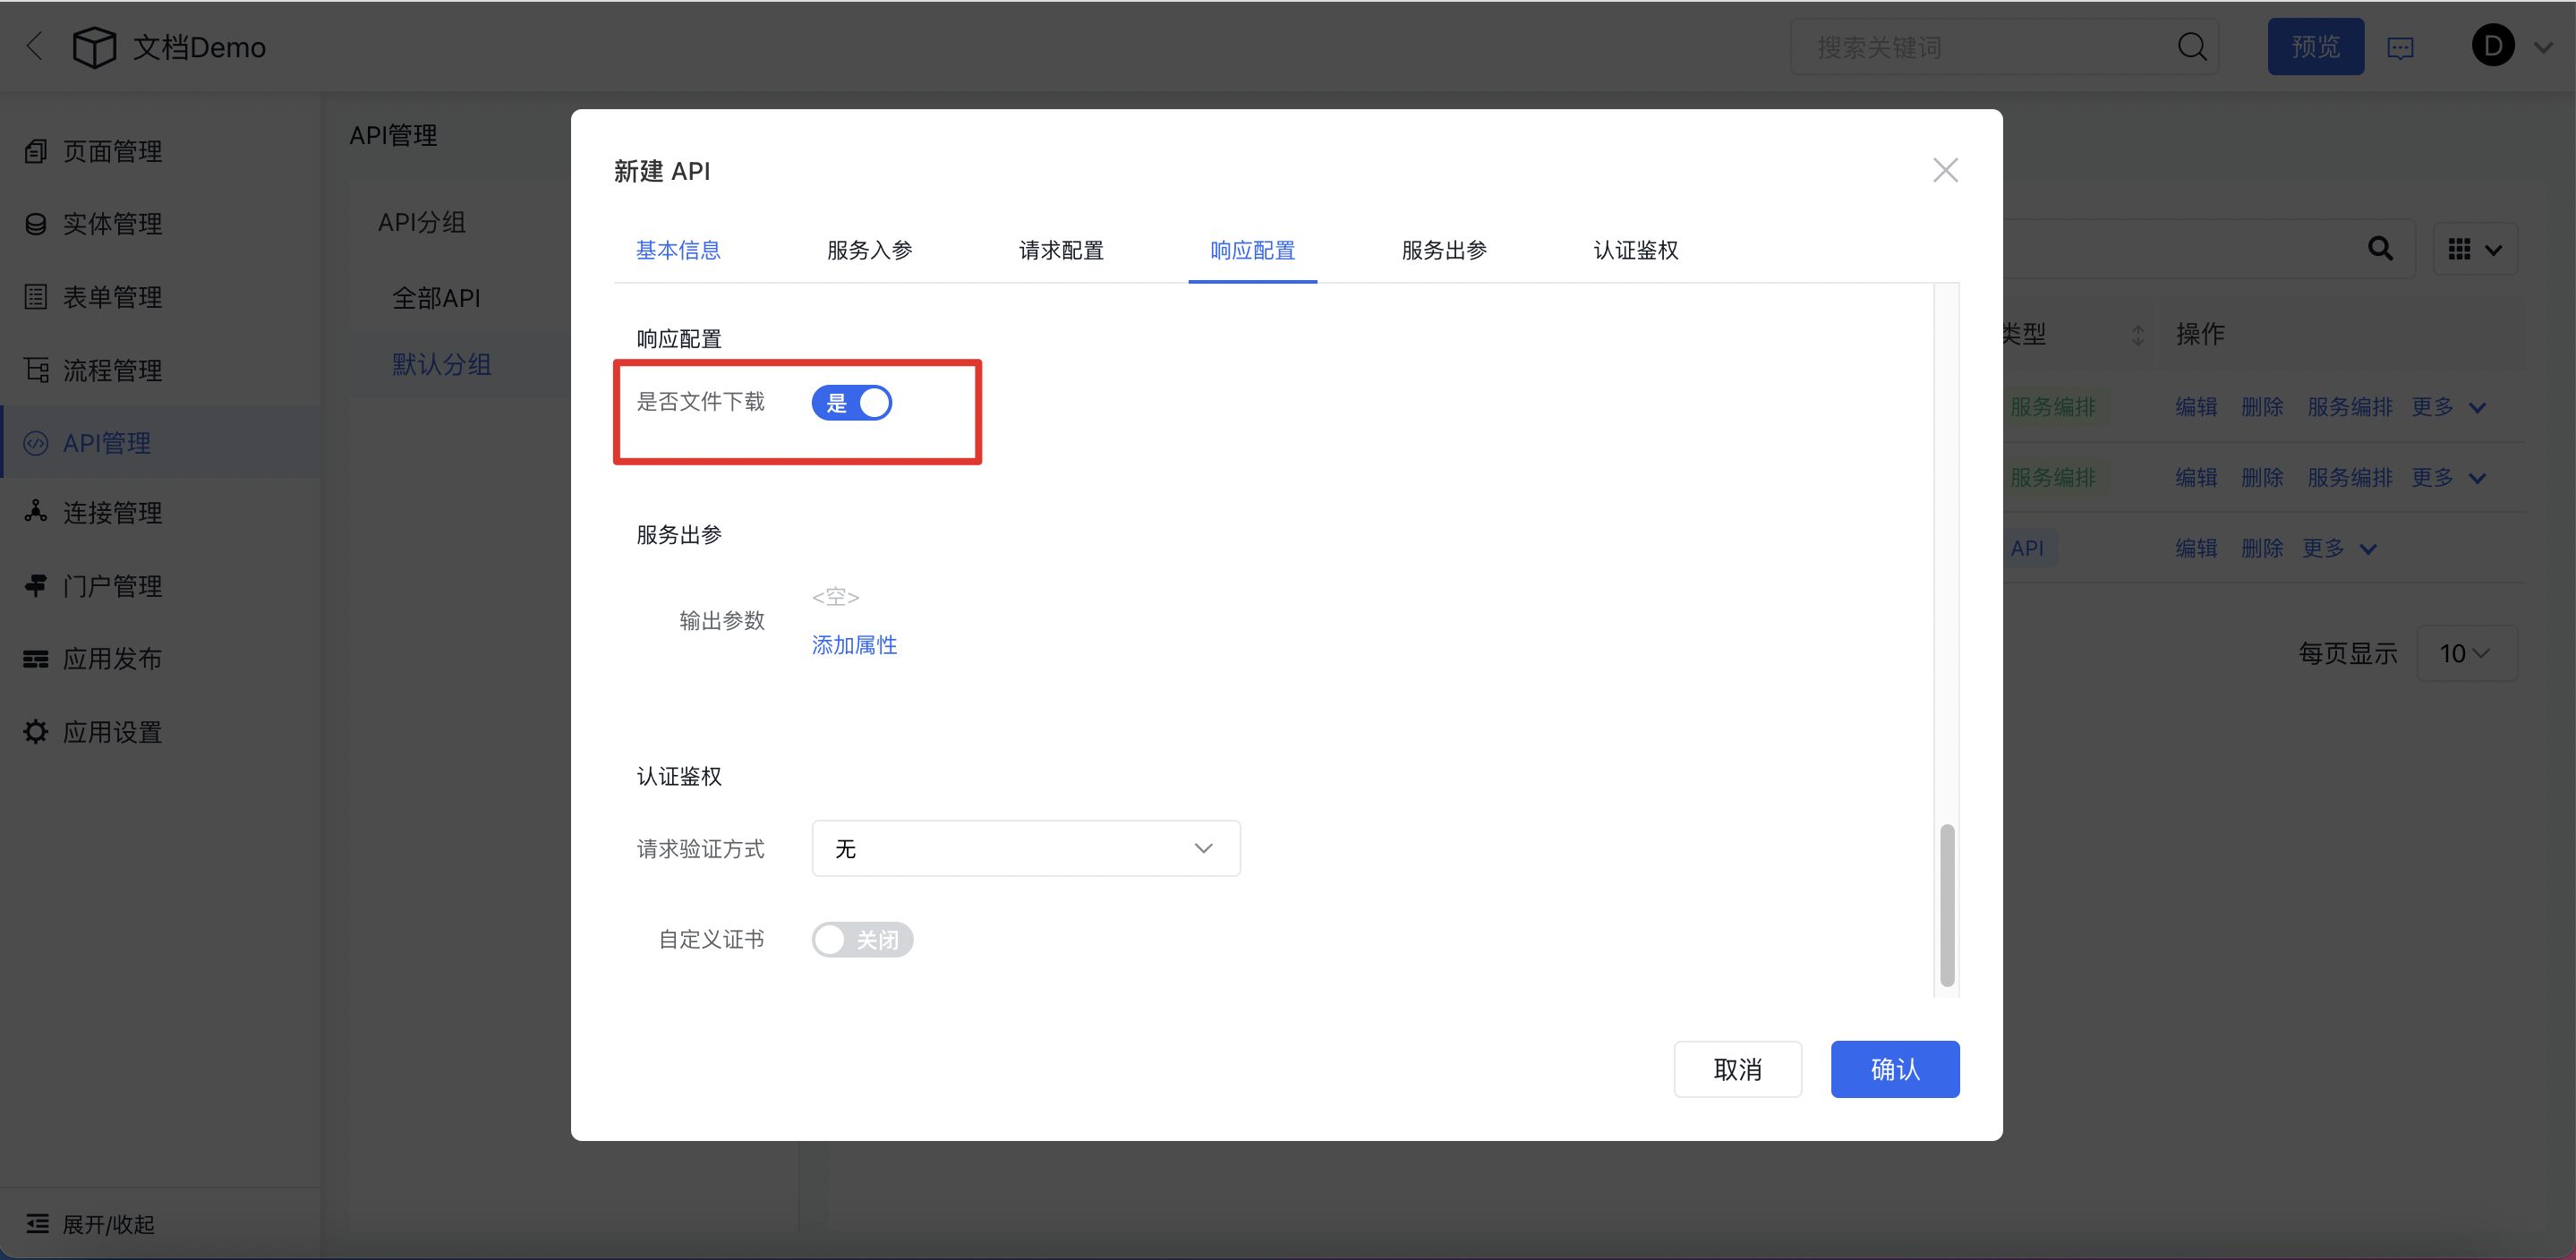 文档Demo
搜索关键词
预览
D
页面管理
实体管理
表单管理
流程管理
API管理
连接管理
门户管理
应用发布
应用设置
展开/收起
API管理
API分组
全部API
默认分组
新建 API
基本信息 服务入参 请求配置 响应配置 服务出参 认证鉴权
响应配置
是否文件下载 是
服务出参
输出参数
<空>
添加属性
认证鉴权
请求验证方式 无
自定义证书 关闭
取消 确认
类型 操作
服务编排 编辑 删除 服务编排 更多
服务编排 编辑 删除 服务编排 更多
API 编辑 删除 更多
每页显示 10